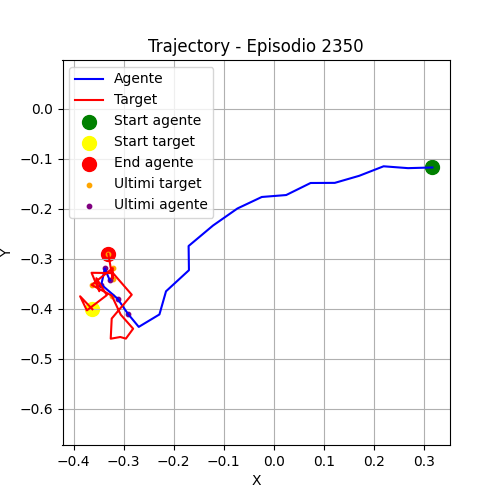 Trajectory - Episodio 2350
Agente
Target
Start agente
Start target
End agente
Ultimi target
Ultimi agente
0.0
−0.1
−0.2
−0.3
−0.4
−0.5
−0.6
Y
−0.4
−0.3
−0.2
−0.1
0.0
0.1
0.2
0.3
X